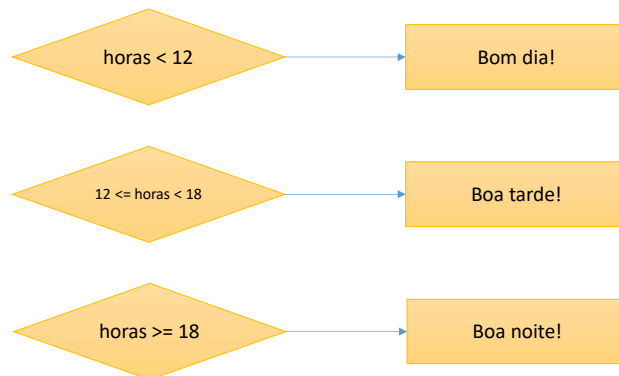 horas < 12
Bom dia!
12 <= horas < 18
Boa tarde!
horas >= 18
Boa noite!